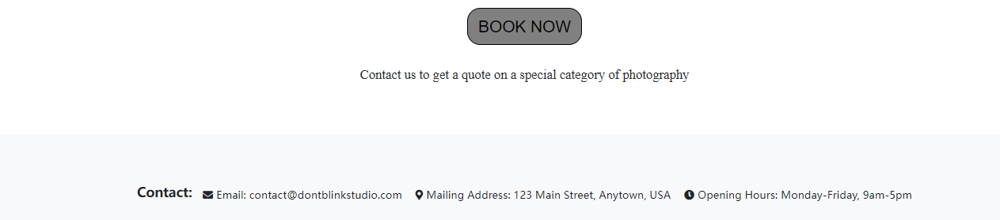 BOOK NOW
Contact us to get a quote on a special category of photography
Contact: Email: contact@dontblinkstudio.com Mailing Address: 123 Main Street, Anytown, USA Opening Hours: Monday-Friday, 9am-5pm